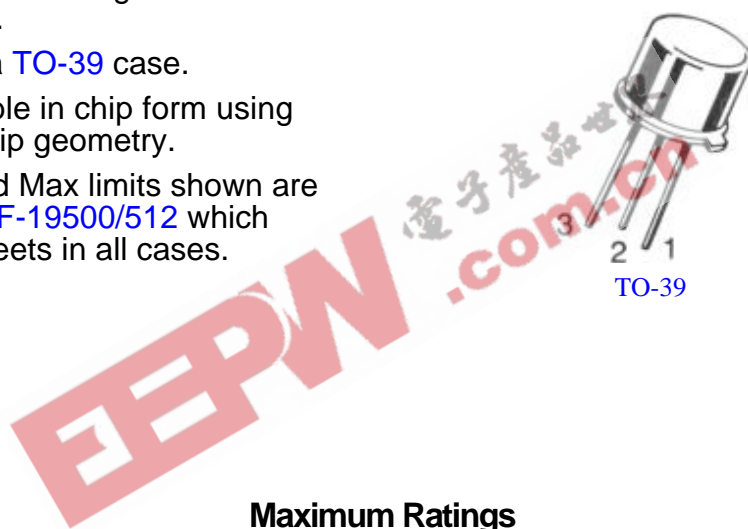 .
a TO-39 case.
ole in chip form using
ip geometry.
d Max limits shown are
F-19500/512 which
eets in all cases.
3
2 1
TO-39
EEPW .com.cn
電子產品世界
Maximum Ratings